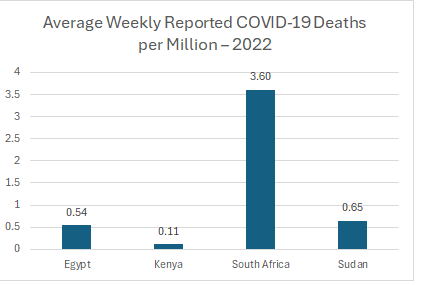 Average Weekly Reported COVID-19 Deaths
per Million – 2022
4
3.5
3
2.5
2
1.5
1
0.5
0
0.54
0.11
3.60
0.65
Egypt
Kenya
South Africa
Sudan